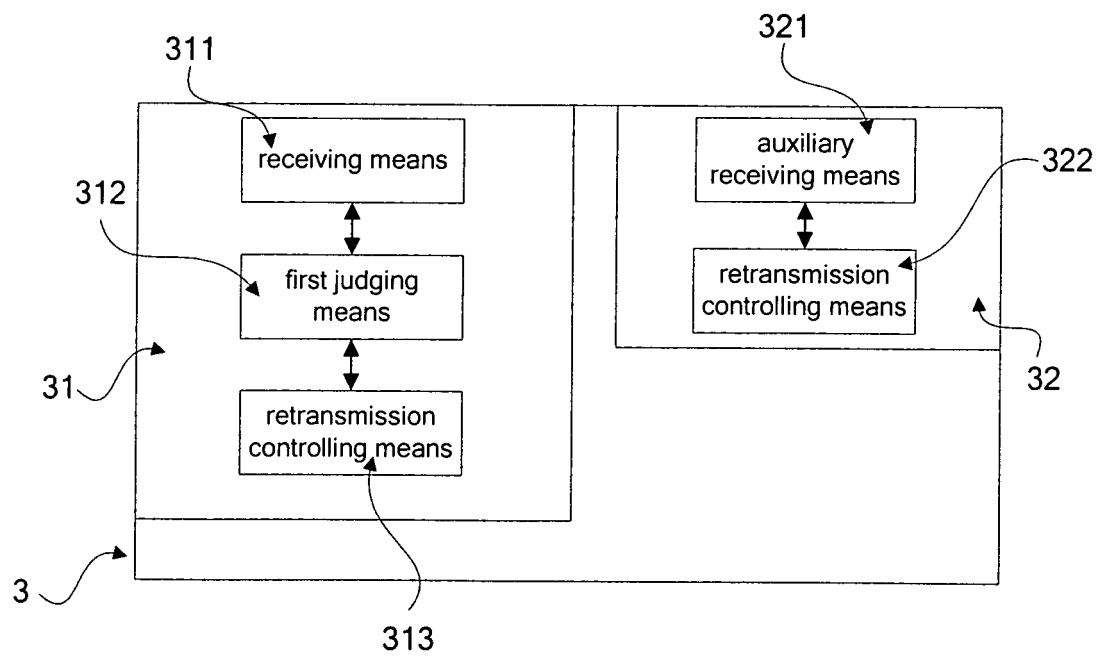 311
321
receiving means
auxiliary
receiving means
312
322
first judging
means
retransmission
controlling means
31
32
retransmission
controlling means
3
313